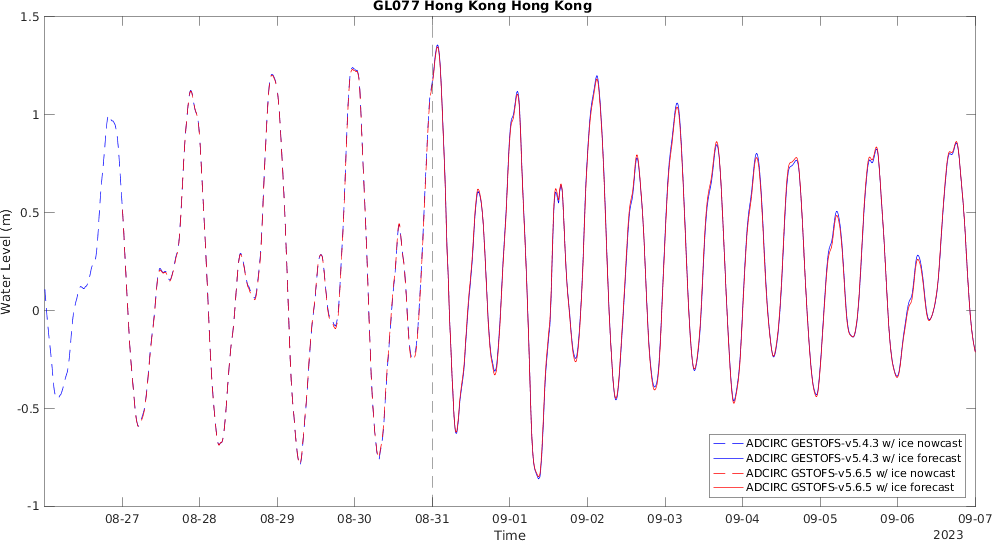 GL077 Hong Kong Hong Kong
1.5
1
0.5
0
-0.5
-1
Water Level (m)
08-27 08-28 08-29 08-30 08-31 09-01 09-02 09-03 09-04 09-05 09-06 09-07
Time
2023
ADCIRC GESTOFS-v5.4.3 w/ ice nowcast
ADCIRC GESTOFS-v5.4.3 w/ ice forecast
ADCIRC GSTOFS-v5.6.5 w/ ice nowcast
ADCIRC GSTOFS-v5.6.5 w/ ice forecast